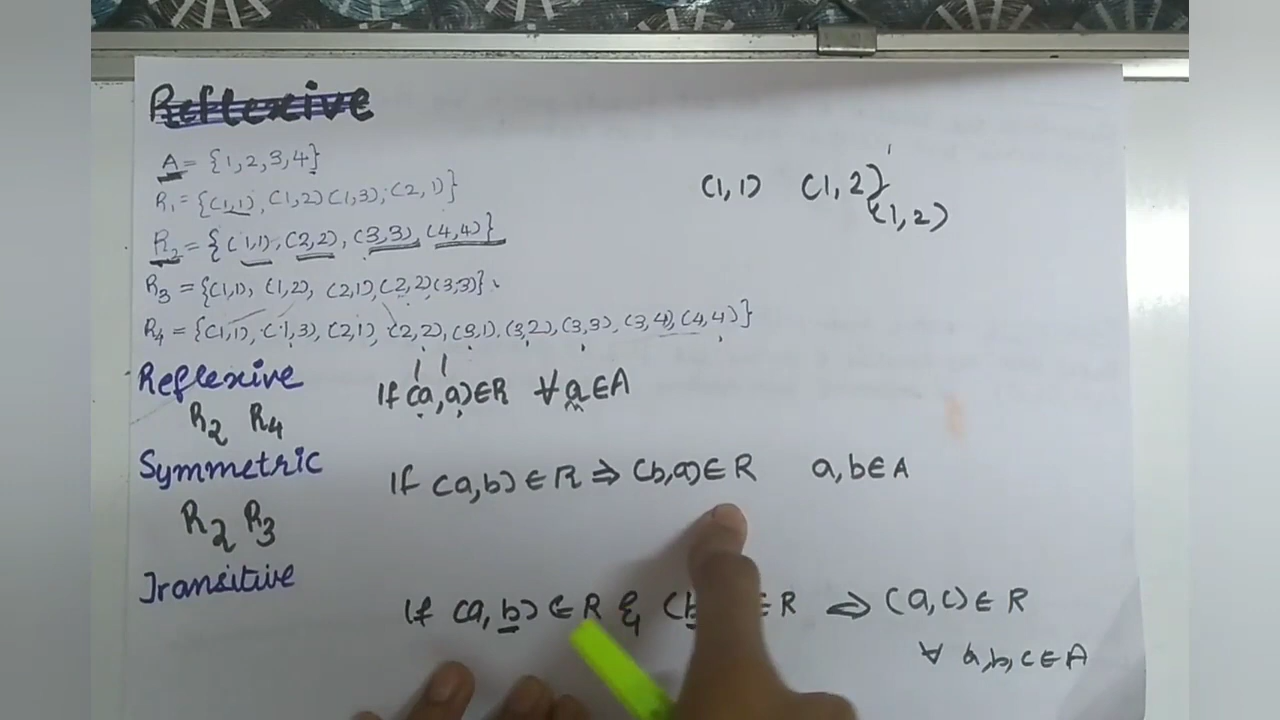 Reflexive
A = {1,2,3,4}
R1 = {(1,1), (1,2) (1,3), (2,1)}
(1,1) (1,2)}
(1,2)
R2 = {(1,1), (2,2), (3,3), (4,4)}
R3 = {(1,1), (1,2), (2,1), (2,2) (3,3)}
R4 = {(1,1), (1,3), (2,1), (2,2), (3,1), (3,2), (3,3), (3,4), (4,4)}
Reflexive If (a,a) ∈ R ∀ a ∈ A
R2 R4
Symmetric If (a,b) ∈ R ⇒ (b,a) ∈ R a,b ∈ A
R2 R3
Transitive
If (a,b) ∈ R & (b ∈ R ⇒ (a,c) ∈ R
∀ a,b,c ∈ A